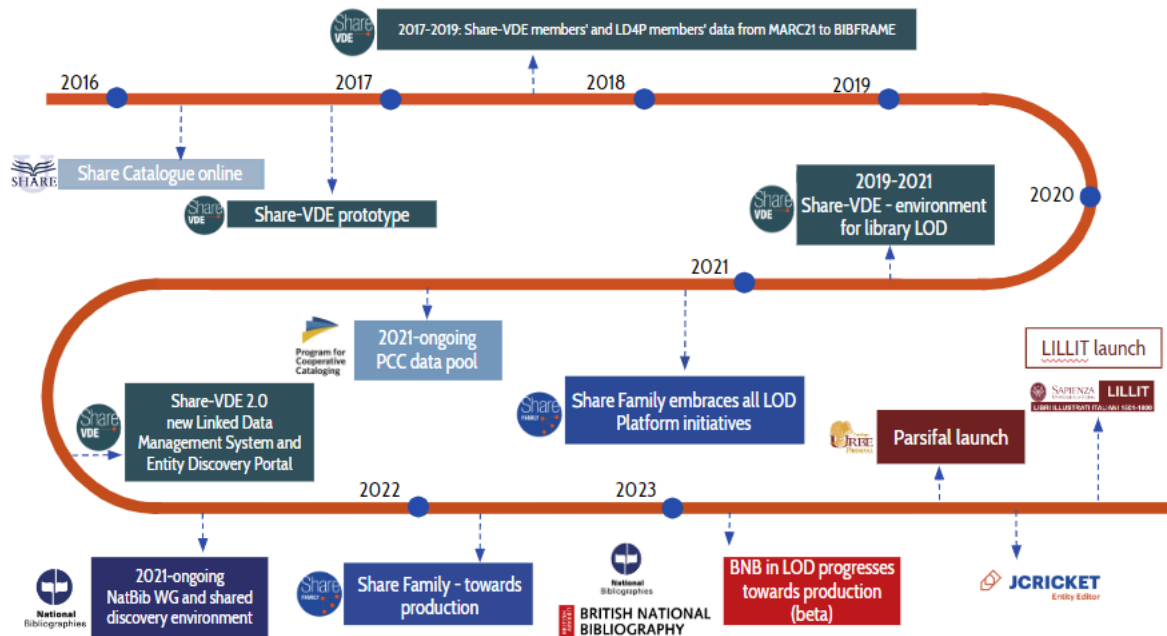 Share
VDE
2017-2019: Share-VDE members' and LD4P members' data from MARC21 to BIBFRAME
2016
2017
2018
2019
SHARE
Share Catalogue online
Share
VDE
Share-VDE prototype
Share
VDE
2019-2021
Share-VDE - environment
for library LOD
2020
2021
Program for
Cooperative
Cataloging
2021-ongoing
PCC data pool
Share
FAMILY
Share Family embraces all LOD
Platform initiatives
LILLIT launch
SAPIENZA
LILLIT
LIBRI ILLUSTRATI ITALIANI 1501-1800
Share
VDE
Share-VDE 2.0
new Linked Data
Management System and
Entity Discovery Portal
URBE
PARSIFAL
Parsifal launch
2022
2023
National
Bibliographies
2021-ongoing
NatBib WG and shared
discovery environment
Share
FAMILY
Share Family - towards
production
National
Bibliographies
BRITISH NATIONAL
BIBLIOGRAPHY
BNB in LOD progresses
towards production
(beta)
JCRICKET
Entity Editor